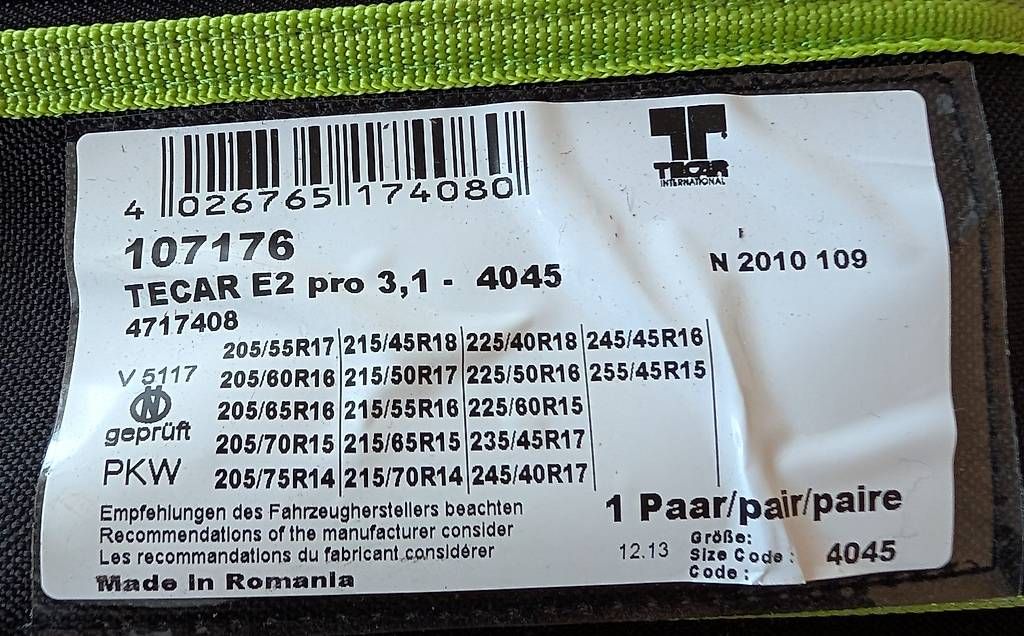 4 026765 174080
TECAR
INTERNATIONAL
107176
N 2010 109
TECAR E2 pro 3,1 - 4045
4717408
205/55R17 215/45R18 225/40R18 245/45R16
V 5117
205/60R16 215/50R17 225/50R16 255/45R15
N
205/65R16 215/55R16 225/60R15
geprüft
205/70R15 215/65R15 235/45R17
PKW
205/75R14 215/70R14 245/40R17
Empfehlungen des Fahrzeugherstellers beachten
1 Paar/pair/paire
Recommendations of the manufacturer consider
Les recommandations du fabricant considérer
12.13
Größe:
Size Code : 4045
Code :
Made in Romania